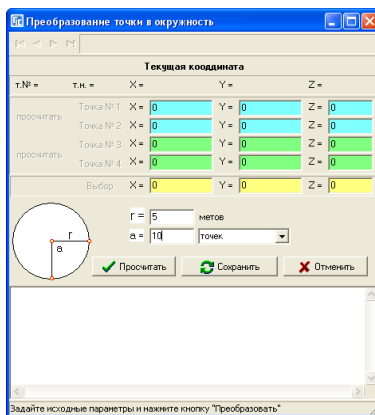 Преобразование точки в окружность
Текущая коорддината
т.№ = т.н. = X = Y = Z =
просчитать
Точка № 1 X = 0 Y = 0 Z = 0
Точка № 2 X = 0 Y = 0 Z = 0
просчитать
Точка № 3 X = 0 Y = 0 Z = 0
Точка № 4 X = 0 Y = 0 Z = 0
Выбор X = 0 Y = 0 Z = 0
r
a
r = 5 метов
a = 10 точек
Просчитать Сохранить Отменить
Задайте исходные параметры и нажмите кнопку "Преобразовать"